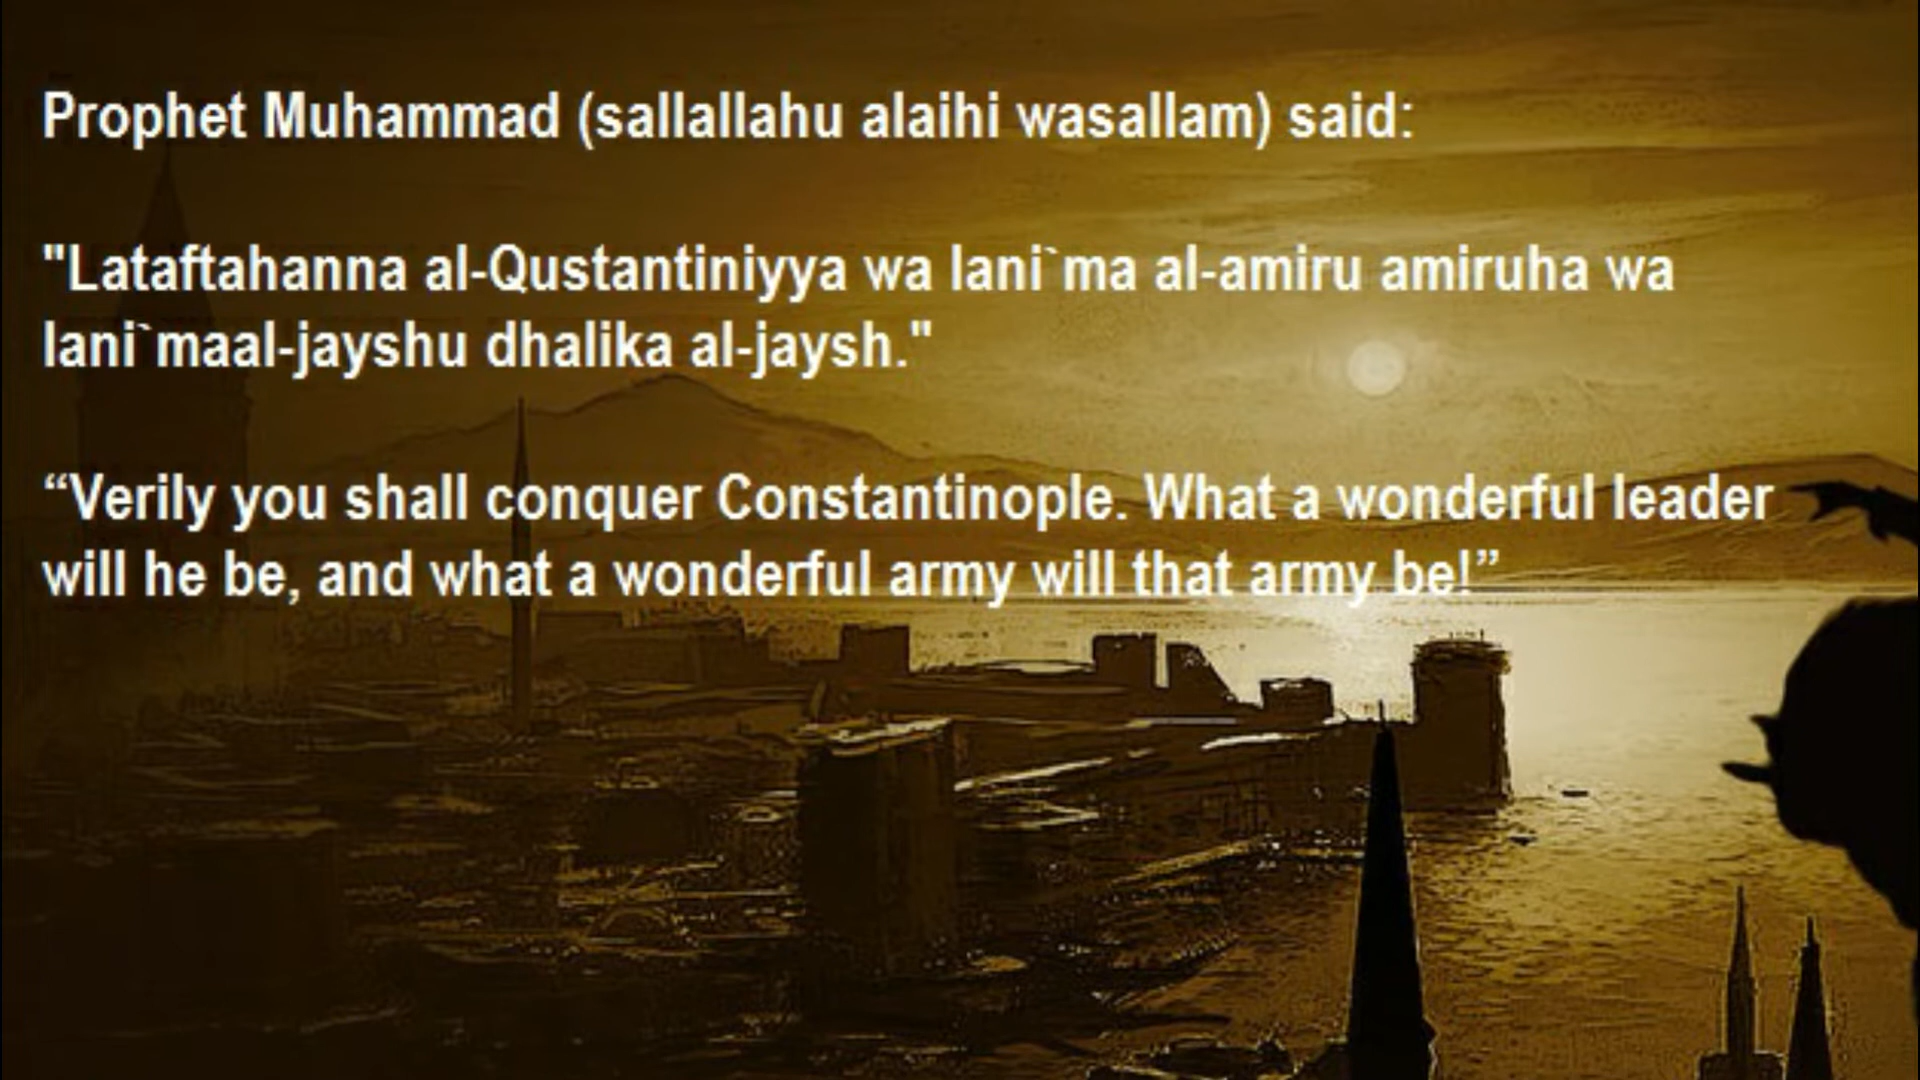 Prophet Muhammad (sallallahu alaihi wasallam) said:
"Lataftahanna al-Qustantiniyya wa lani`ma al-amiru amiruha wa
lani`maal-jayshu dhalika al-jaysh."
“Verily you shall conquer Constantinople. What a wonderful leader
will he be, and what a wonderful army will that army be!”